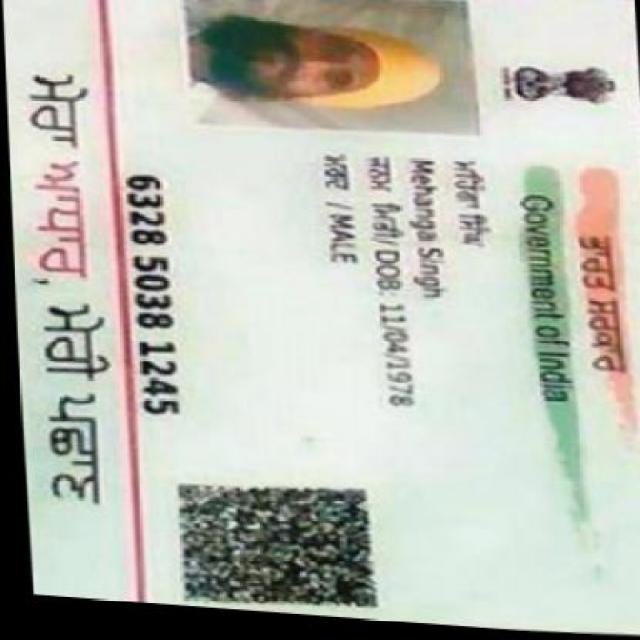 ਭਾਰਤ ਸਰਕਾਰ
Government of India
ਮਹਿੰਗਾ ਸਿੰਘ
Mehanga Singh
ਜਨਮ ਮਿਤੀ/ DOB: 11/04/1978
ਮਰਦ / MALE
6328 5038 1245
ਮੇਰਾ ਆਧਾਰ, ਮੇਰੀ ਪਛਾਣ